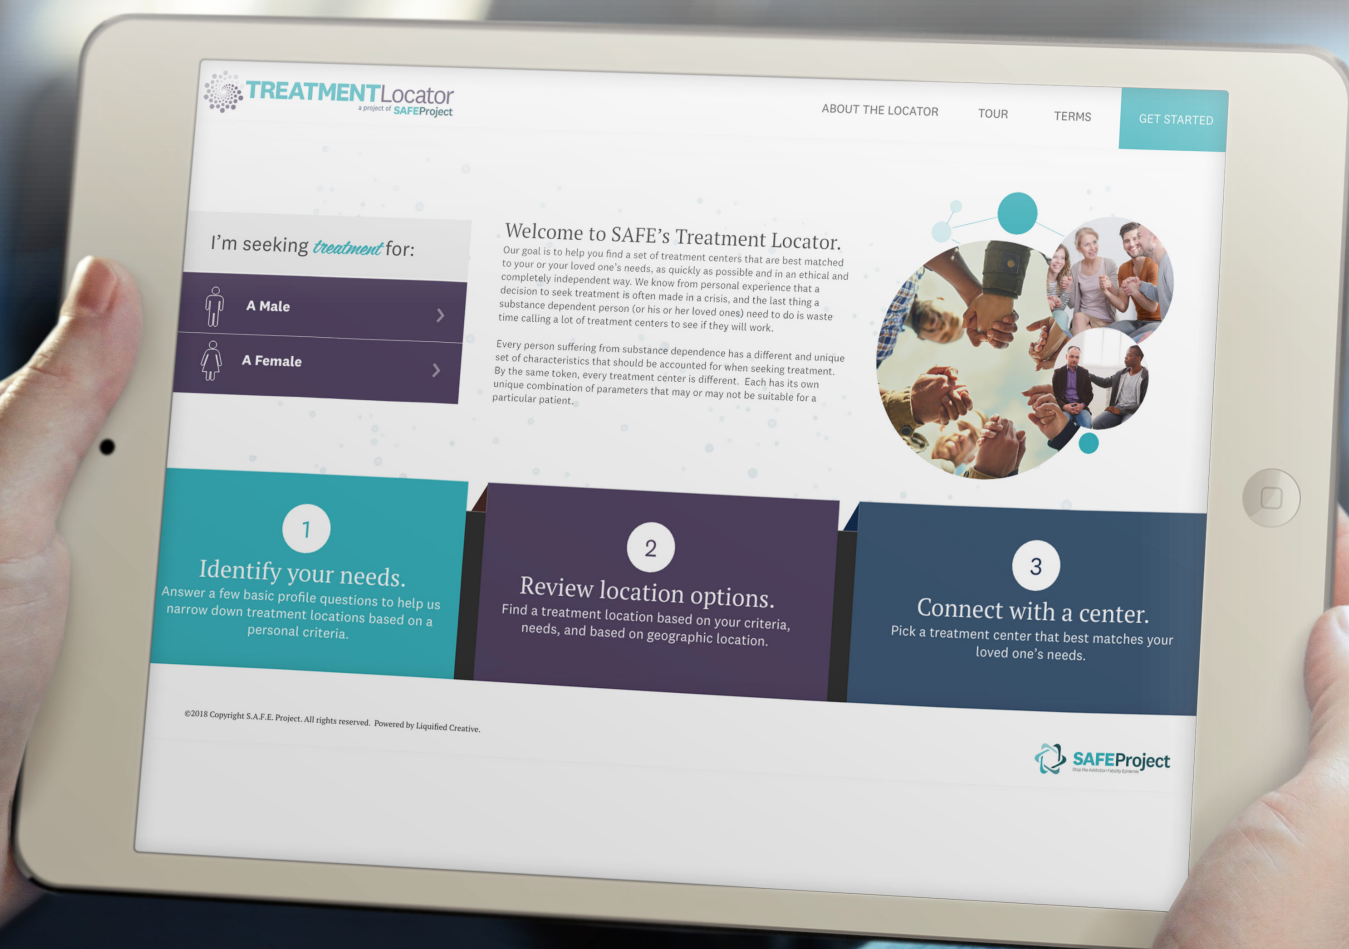 TREATMENTLocator
a project of SAFEProject
ABOUT THE LOCATOR
TOUR
TERMS
GET STARTED
I'm seeking treatment for:
A Male
A Female
Welcome to SAFE's Treatment Locator.
Our goal is to help you find a set of treatment centers that are best matched
to your or your loved one's needs, as quickly as possible and in an ethical and
completely independent way. We know from personal experience that a
decision to seek treatment is often made in a crisis, and the last thing a
substance dependent person (or his or her loved ones) need to do is waste
time calling a lot of treatment centers to see if they will work.
Every person suffering from substance dependence has a different and unique
set of characteristics that should be accounted for when seeking treatment.
By the same token, every treatment center is different. Each has its own
unique combination of parameters that may or may not be suitable for a
particular patient.
1
Identify your needs.
Answer a few basic profile questions to help us
narrow down treatment locations based on a
personal criteria.
2
Review location options.
Find a treatment location based on your criteria,
needs, and based on geographic location.
3
Connect with a center.
Pick a treatment center that best matches your
loved one's needs.
©2018 Copyright S.A.F.E. Project. All rights reserved. Powered by Liquified Creative.
SAFEProject
Stop the Addiction Fatality Epidemic